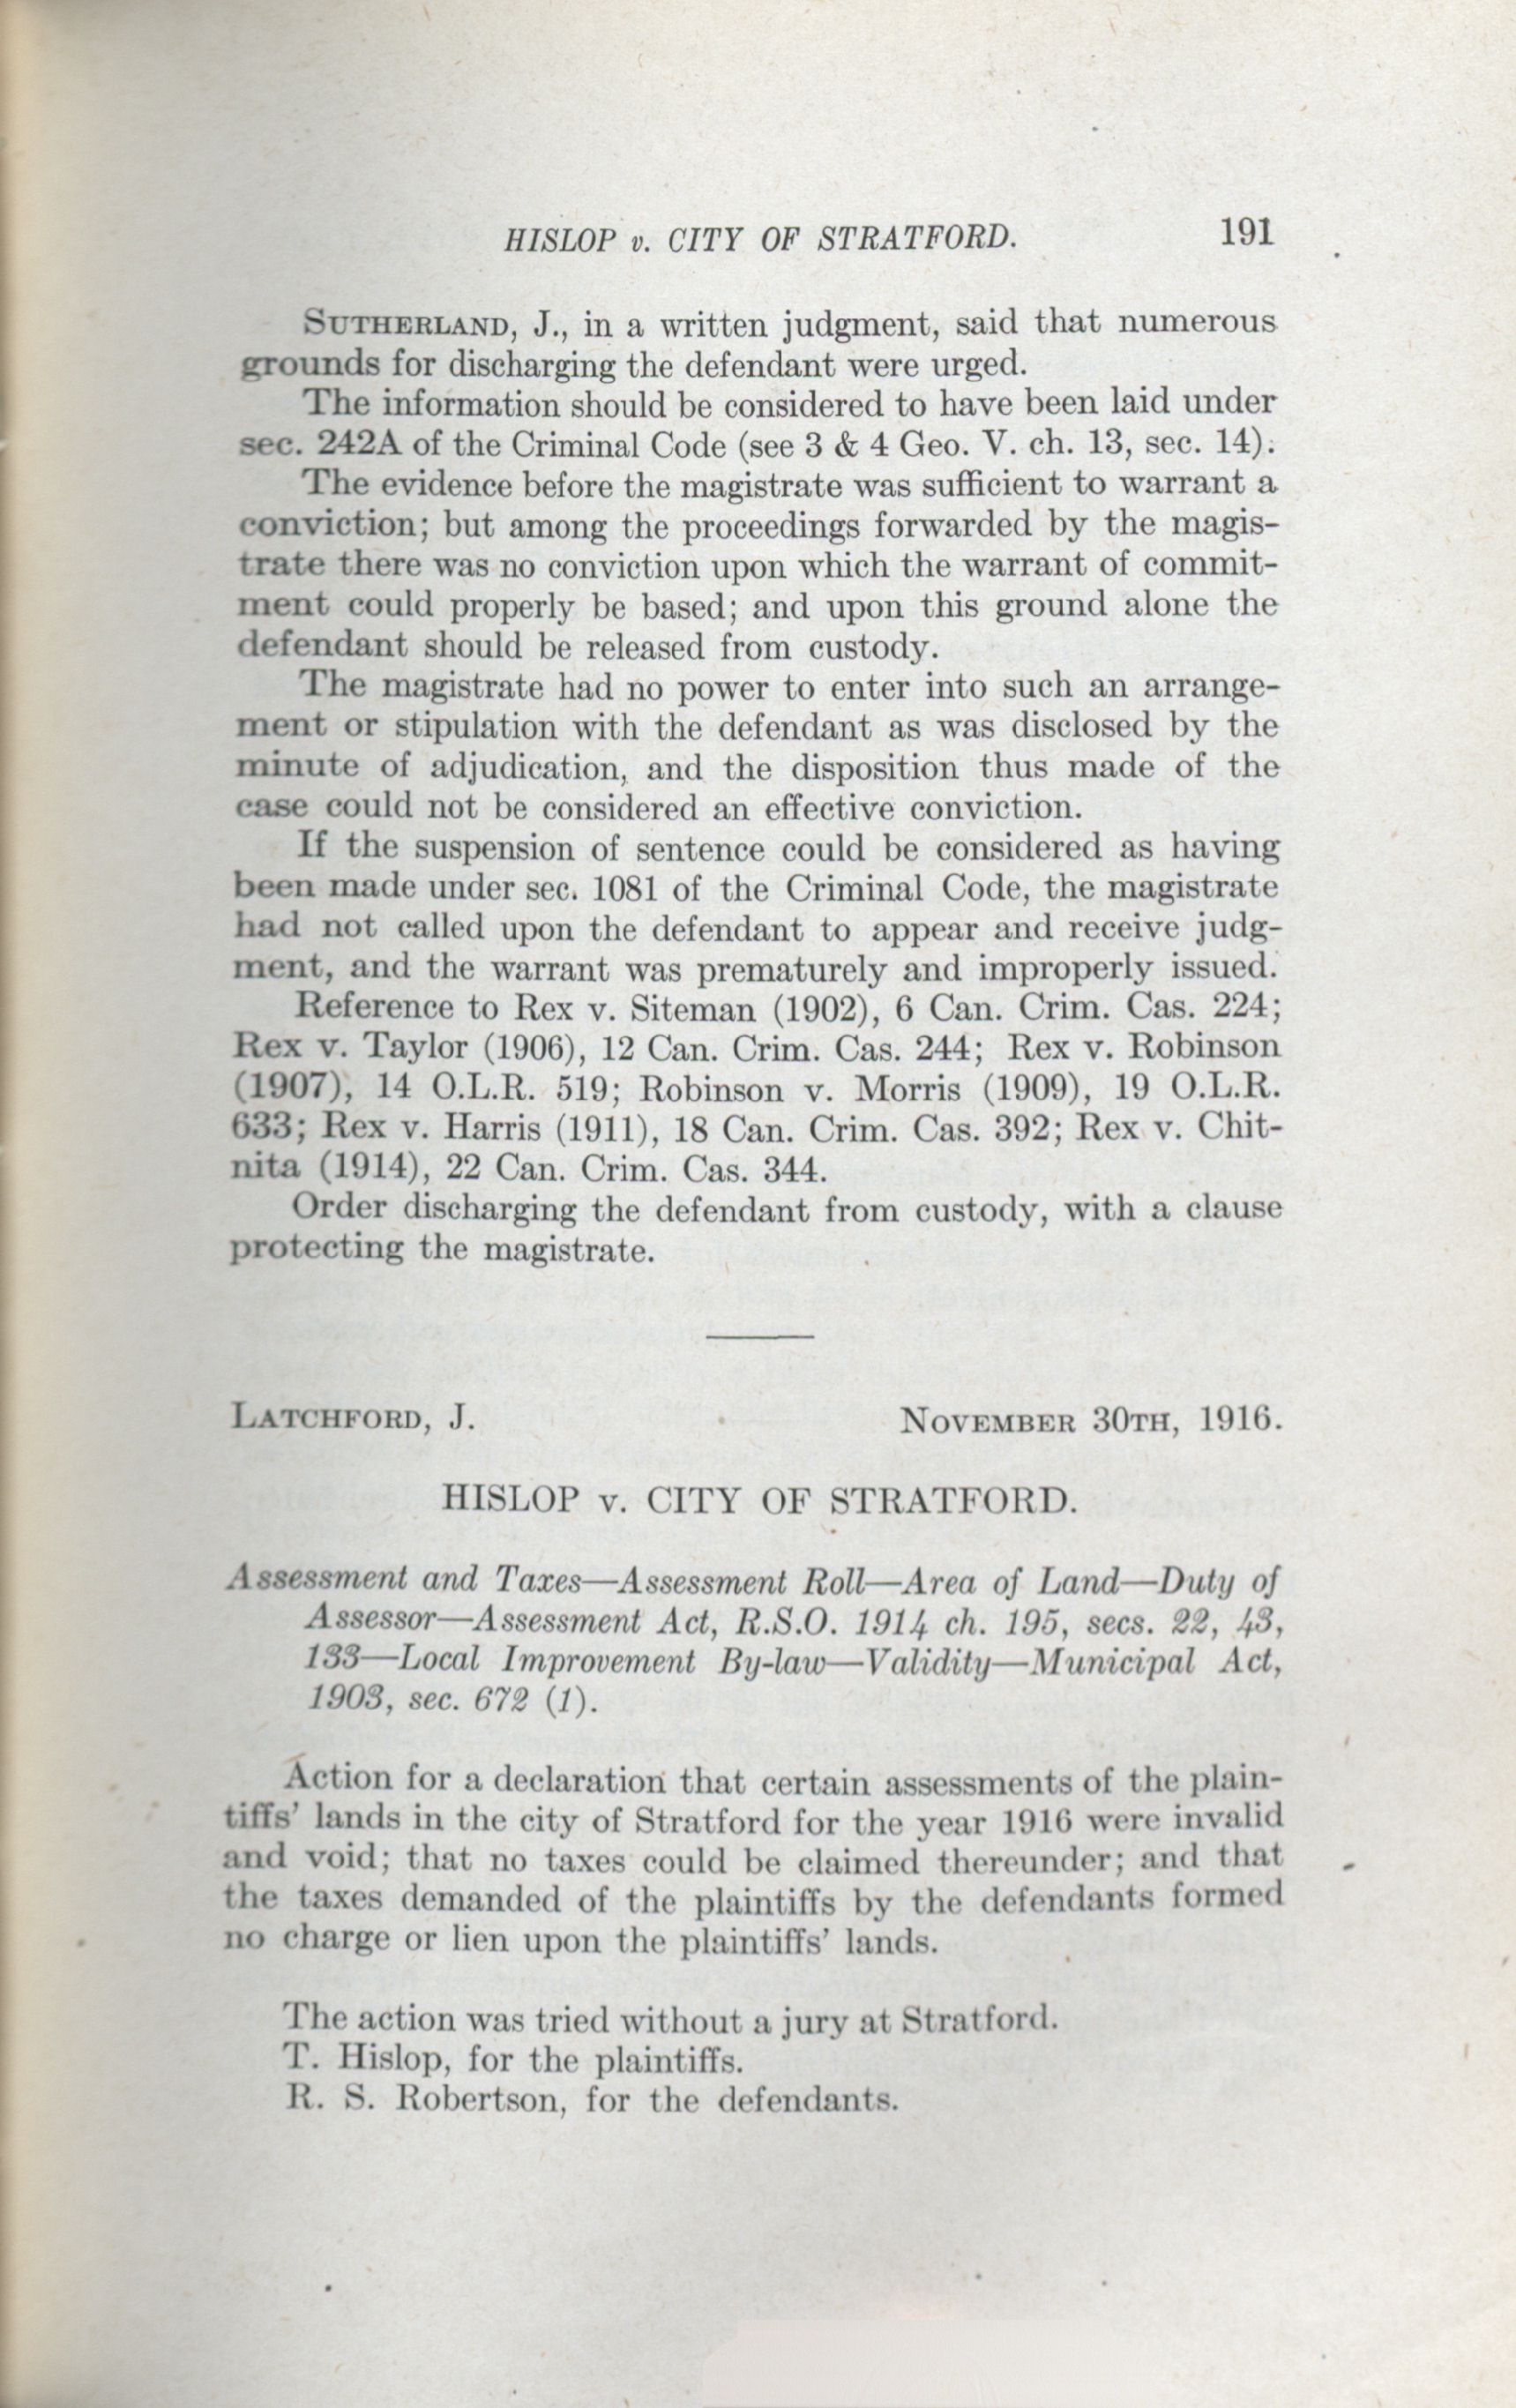 HISLOP v. CITY OF STRATFORD. 191
SUTHERLAND, J., in a written judgment, said that numerous
grounds for discharging the defendant were urged.
The information should be considered to have been laid under
sec. 242A of the Criminal Code (see 3 & 4 Geo. V. ch. 13, sec. 14).
The evidence before the magistrate was sufficient to warrant a
conviction; but among the proceedings forwarded by the magis-
trate there was no conviction upon which the warrant of commit-
ment could properly be based; and upon this ground alone the
defendant should be released from custody.
The magistrate had no power to enter into such an arrange-
ment or stipulation with the defendant as was disclosed by the
minute of adjudication, and the disposition thus made of the
case could not be considered an effective conviction.
If the suspension of sentence could be considered as having
been made under sec. 1081 of the Criminal Code, the magistrate
had not called upon the defendant to appear and receive judg-
ment, and the warrant was prematurely and improperly issued.
Reference to Rex v. Siteman (1902), 6 Can. Crim. Cas. 224;
Rex v. Taylor (1906), 12 Can. Crim. Cas. 244; Rex v. Robinson
(1907), 14 O.L.R. 519; Robinson v. Morris (1909), 19 O.L.R.
633; Rex v. Harris (1911), 18 Can. Crim. Cas. 392; Rex v. Chit-
nita (1914), 22 Can. Crim. Cas. 344.
Order discharging the defendant from custody, with a clause
protecting the magistrate.
LATCHFORD, J. NOVEMBER 30TH, 1916.
HISLOP v. CITY OF STRATFORD.
Assessment and Taxes—Assessment Roll—Area of Land—Duty of
Assessor—Assessment Act, R.S.O. 1914 ch. 195, secs. 22, 43,
133—Local Improvement By-law—Validity—Municipal Act,
1903, sec. 672 (1).
Action for a declaration that certain assessments of the plain-
tiffs' lands in the city of Stratford for the year 1916 were invalid
and void; that no taxes could be claimed thereunder; and that
the taxes demanded of the plaintiffs by the defendants formed
no charge or lien upon the plaintiffs' lands.
The action was tried without a jury at Stratford.
T. Hislop, for the plaintiffs.
R. S. Robertson, for the defendants.